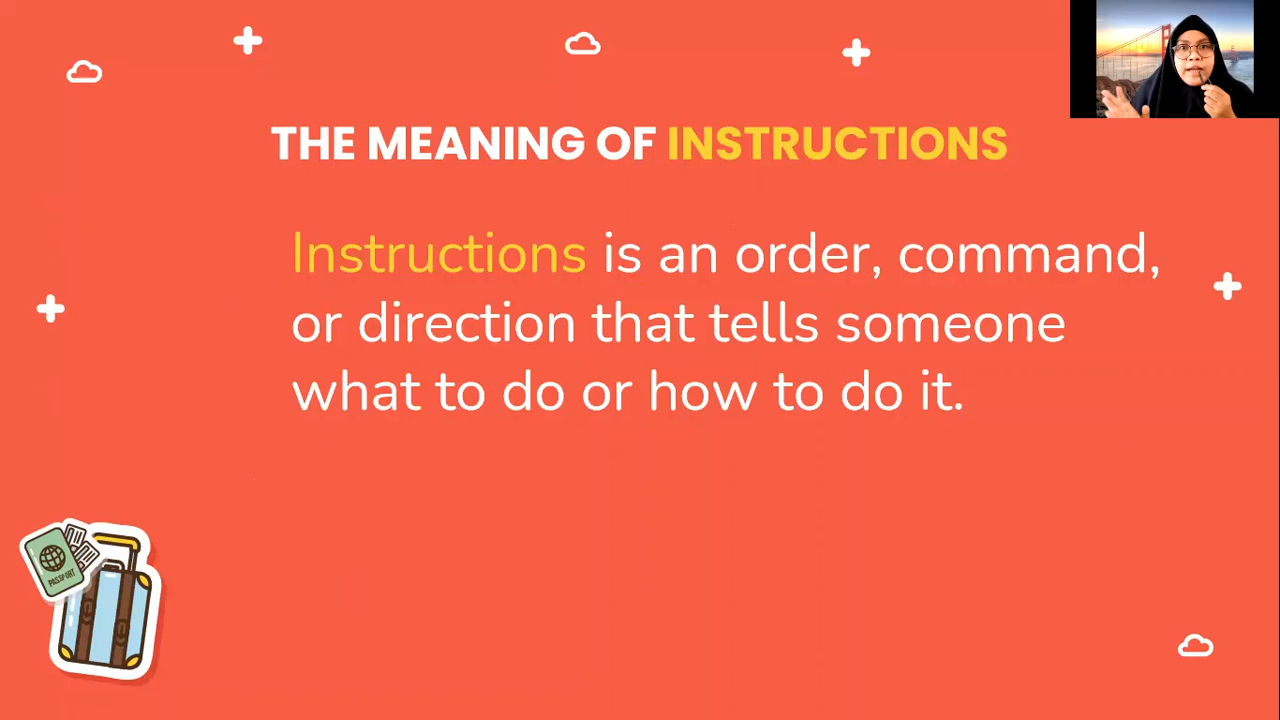 THE MEANING OF INSTRUCTIONS
Instructions is an order, command,
or direction that tells someone
what to do or how to do it.
PASSPORT